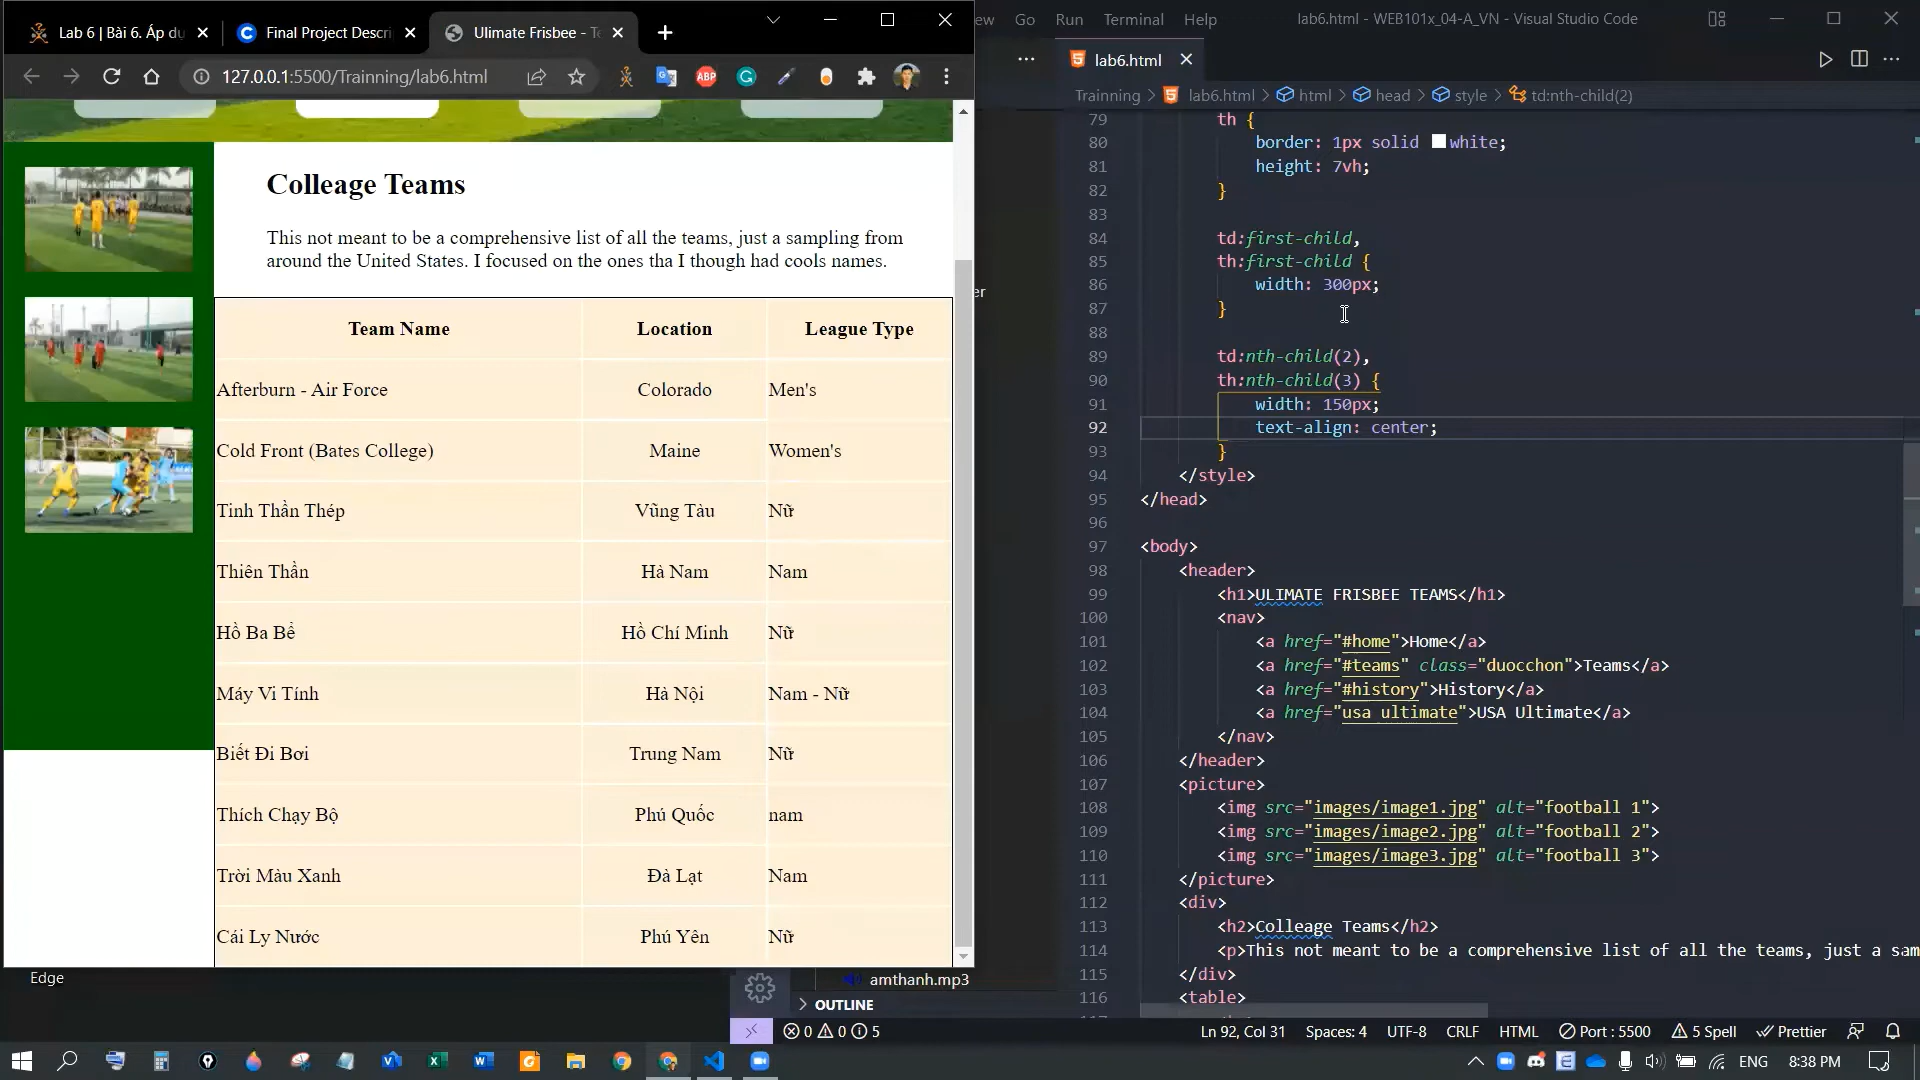 Lab 6 | Bài 6. Áp dụ
Final Project Descri
Ulimate Frisbee - Te
127.0.0.1:5500/Trainning/lab6.html
ABP
Colleage Teams
This not meant to be a comprehensive list of all the teams, just a sampling from
around the United States. I focused on the ones tha I though had cools names.
Team Name Location League Type
Afterburn - Air Force Colorado Men's
Cold Front (Bates College) Maine Women's
Tinh Thần Thép Vũng Tàu Nữ
Thiên Thần Hà Nam Nam
Hồ Ba Bể Hồ Chí Minh Nữ
Máy Vi Tính Hà Nội Nam - Nữ
Biết Đi Bơi Trung Nam Nữ
Thích Chạy Bộ Phú Quốc nam
Trời Màu Xanh Đà Lạt Nam
Cái Ly Nước Phú Yên Nữ
Edge
ew Go Run Terminal Help
lab6.html - WEB101x_04-A_VN - Visual Studio Code
lab6.html
Trainning > lab6.html > html > head > style > td:nth-child(2)
er
79 th {
80 border: 1px solid white;
81 height: 7vh;
82 }
83
84 td:first-child,
85 th:first-child {
86 width: 300px;
87 }
88
89 td:nth-child(2),
90 th:nth-child(3) {
91 width: 150px;
92 text-align: center;
93 }
94 </style>
95 </head>
96
97 <body>
98 <header>
99 <h1>ULIMATE FRISBEE TEAMS</h1>
100 <nav>
101 <a href="#home">Home</a>
102 <a href="#teams" class="duocchon">Teams</a>
103 <a href="#history">History</a>
104 <a href="usa ultimate">USA Ultimate</a>
105 </nav>
106 </header>
107 <picture>
108 <img src="images/image1.jpg" alt="football 1">
109 <img src="images/image2.jpg" alt="football 2">
110 <img src="images/image3.jpg" alt="football 3">
111 </picture>
112 <div>
113 <h2>Colleage Teams</h2>
114 <p>This not meant to be a comprehensive list of all the teams, just a sam
115 </div>
116 <table>
amthanh.mp3
OUTLINE
0 0 5
Ln 92, Col 31 Spaces: 4 UTF-8 CRLF HTML Port : 5500 5 Spell Prettier
ENG 8:38 PM